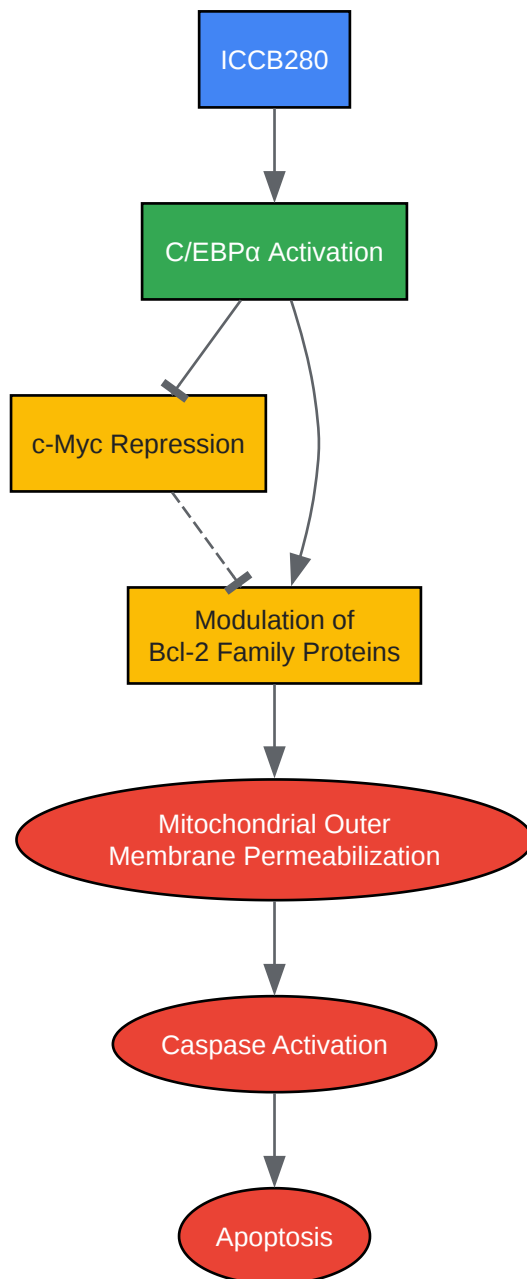 ICCB280
C/EBPα Activation
c-Myc Repression
Modulation of
Bcl-2 Family Proteins
Mitochondrial Outer
Membrane Permeabilization
Caspase Activation
Apoptosis